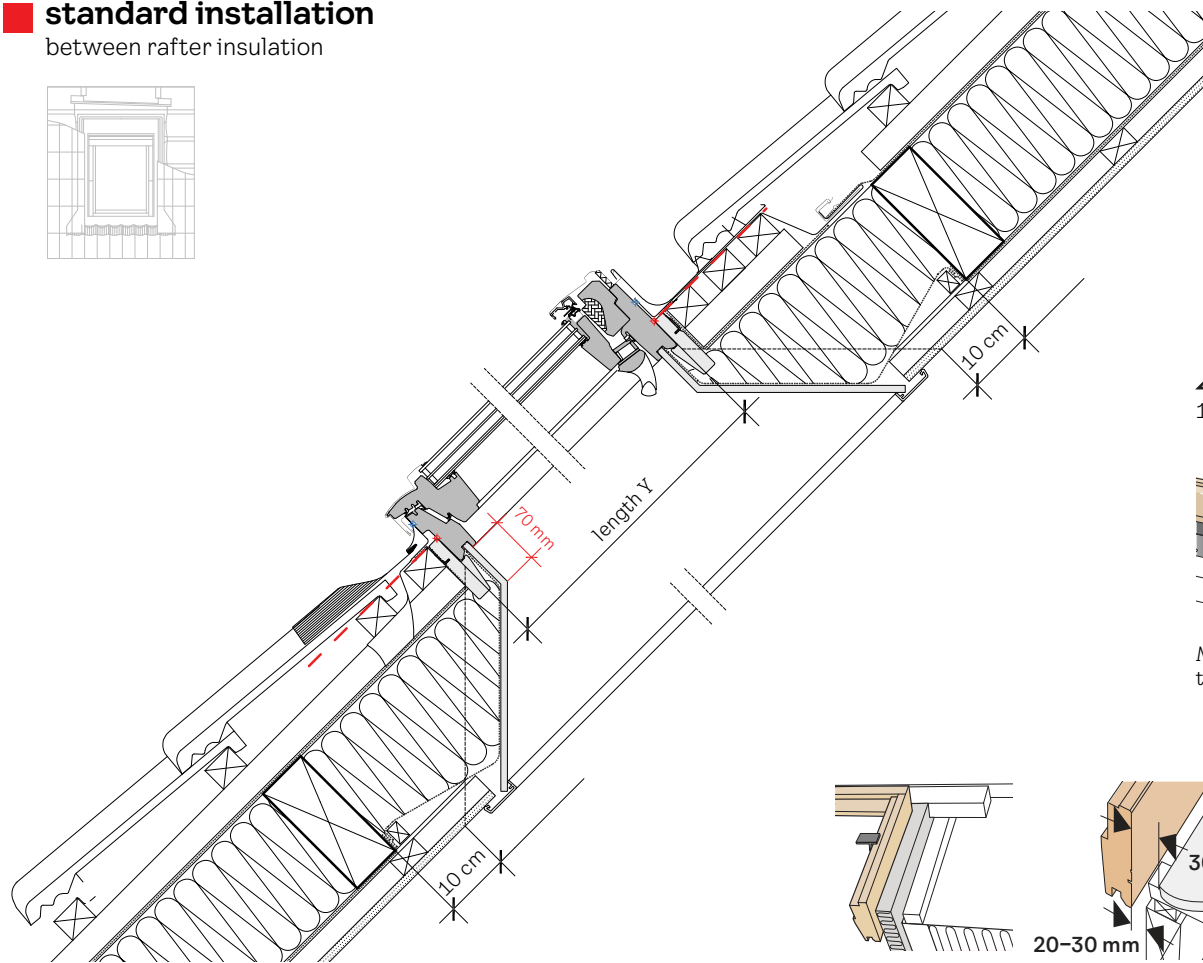 standard installation
between rafter insulation
10 cm
length Y
70 mm
10 cm
20–30 mm